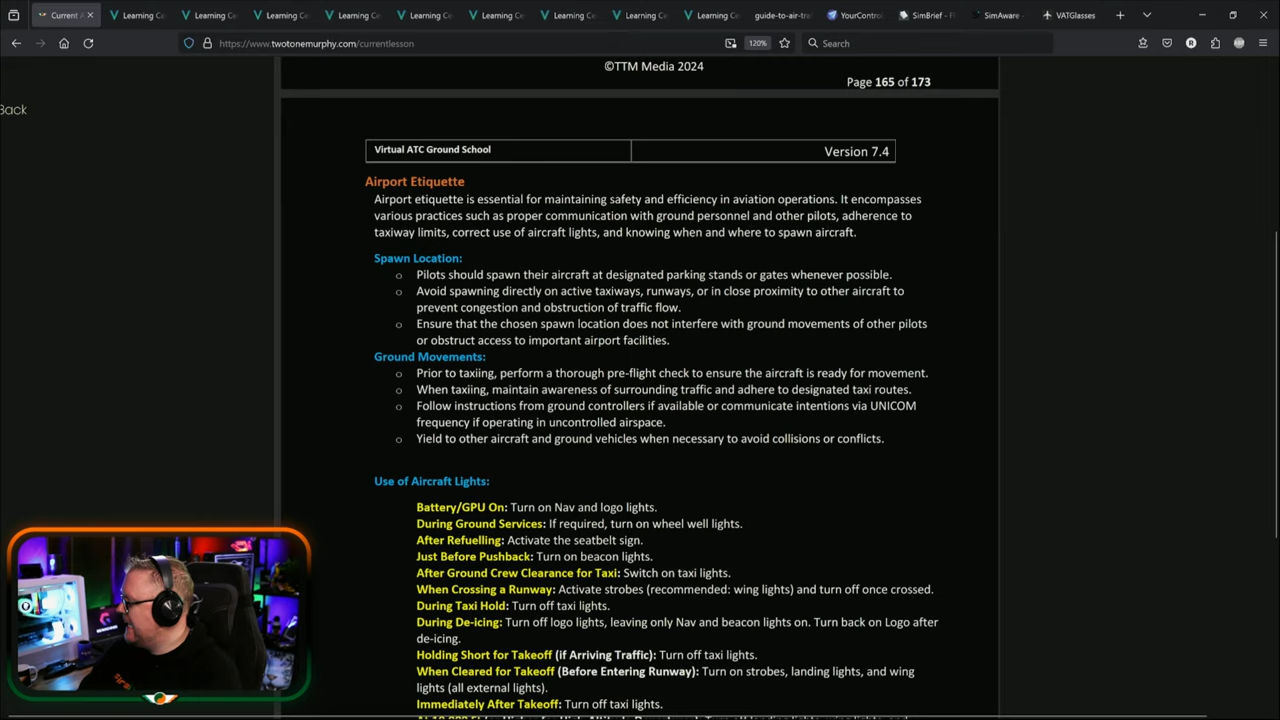 Current A
Learning Ce
Learning Ce
Learning Ce
Learning Ce
Learning Ce
Learning Ce
Learning Ce
Learning Ce
Learning Ce
guide-to-air-tra
YourControl
SimBrief - Fl
SimAware
VATGlasses
https://www.twotonemurphy.com/currentlesson
120%
Search
©TTM Media 2024
Page 165 of 173
Back
Virtual ATC Ground School
Version 7.4
Airport Etiquette
Airport etiquette is essential for maintaining safety and efficiency in aviation operations. It encompasses
various practices such as proper communication with ground personnel and other pilots, adherence to
taxiway limits, correct use of aircraft lights, and knowing when and where to spawn aircraft.
Spawn Location:
o Pilots should spawn their aircraft at designated parking stands or gates whenever possible.
o Avoid spawning directly on active taxiways, runways, or in close proximity to other aircraft to
prevent congestion and obstruction of traffic flow.
o Ensure that the chosen spawn location does not interfere with ground movements of other pilots
or obstruct access to important airport facilities.
Ground Movements:
o Prior to taxiing, perform a thorough pre-flight check to ensure the aircraft is ready for movement.
o When taxiing, maintain awareness of surrounding traffic and adhere to designated taxi routes.
o Follow instructions from ground controllers if available or communicate intentions via UNICOM
frequency if operating in uncontrolled airspace.
o Yield to other aircraft and ground vehicles when necessary to avoid collisions or conflicts.
Use of Aircraft Lights:
Battery/GPU On: Turn on Nav and logo lights.
During Ground Services: If required, turn on wheel well lights.
After Refuelling: Activate the seatbelt sign.
Just Before Pushback: Turn on beacon lights.
After Ground Crew Clearance for Taxi: Switch on taxi lights.
When Crossing a Runway: Activate strobes (recommended: wing lights) and turn off once crossed.
During Taxi Hold: Turn off taxi lights.
During De-icing: Turn off logo lights, leaving only Nav and beacon lights on. Turn back on Logo after
de-icing.
Holding Short for Takeoff (if Arriving Traffic): Turn off taxi lights.
When Cleared for Takeoff (Before Entering Runway): Turn on strobes, landing lights, and wing
lights (all external lights).
Immediately After Takeoff: Turn off taxi lights.